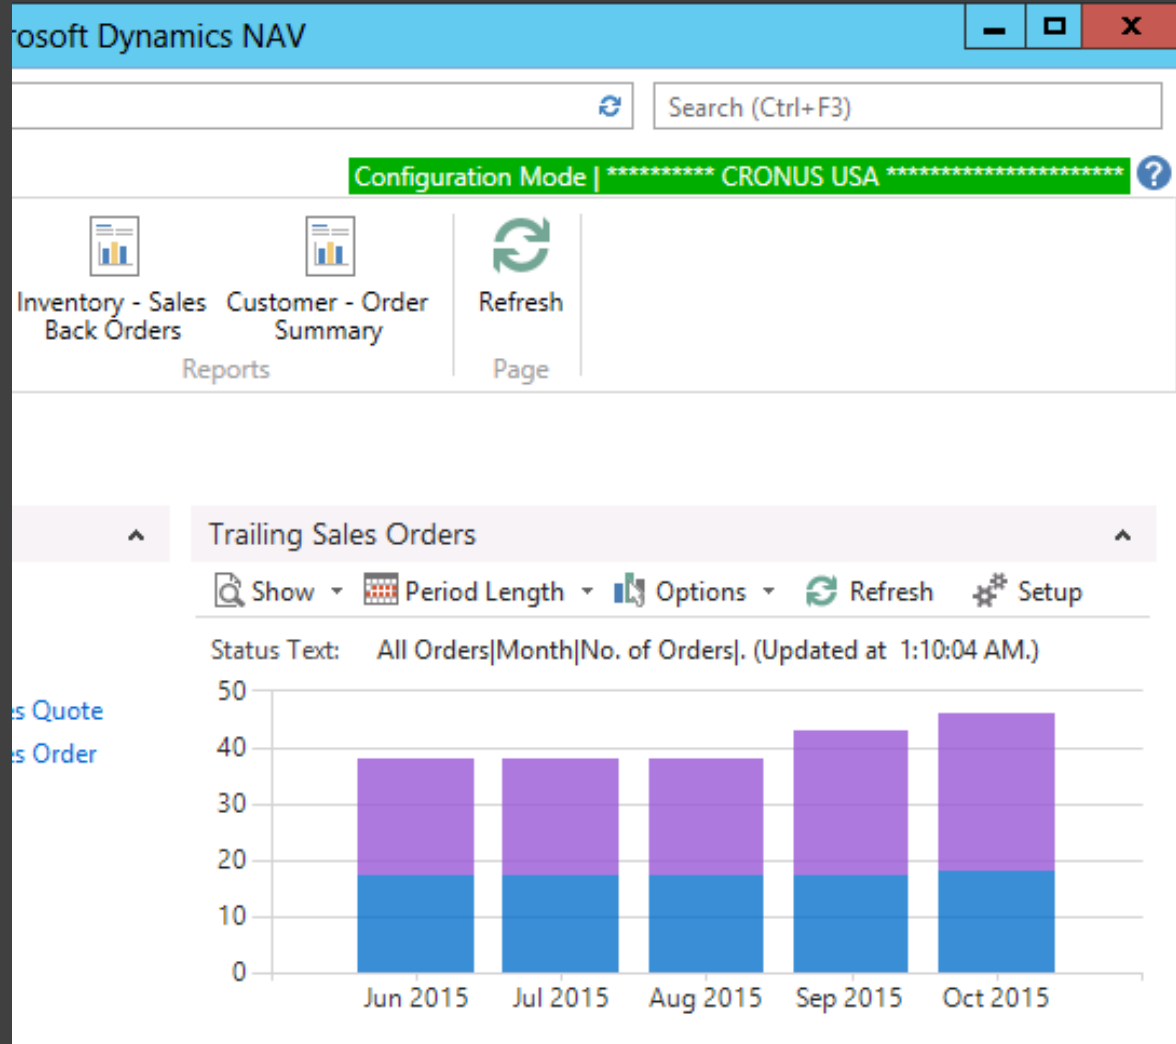 rosoft Dynamics NAV
Search (Ctrl+F3)
Configuration Mode | ********** CRONUS USA **********************
Inventory - Sales Back Orders
Customer - Order Summary
Refresh
Reports
Page
Trailing Sales Orders
Show
Period Length
Options
Refresh
Setup
Status Text: All Orders|Month|No. of Orders|. (Updated at 1:10:04 AM.)
es Quote
es Order
50
40
30
20
10
0
Jun 2015
Jul 2015
Aug 2015
Sep 2015
Oct 2015